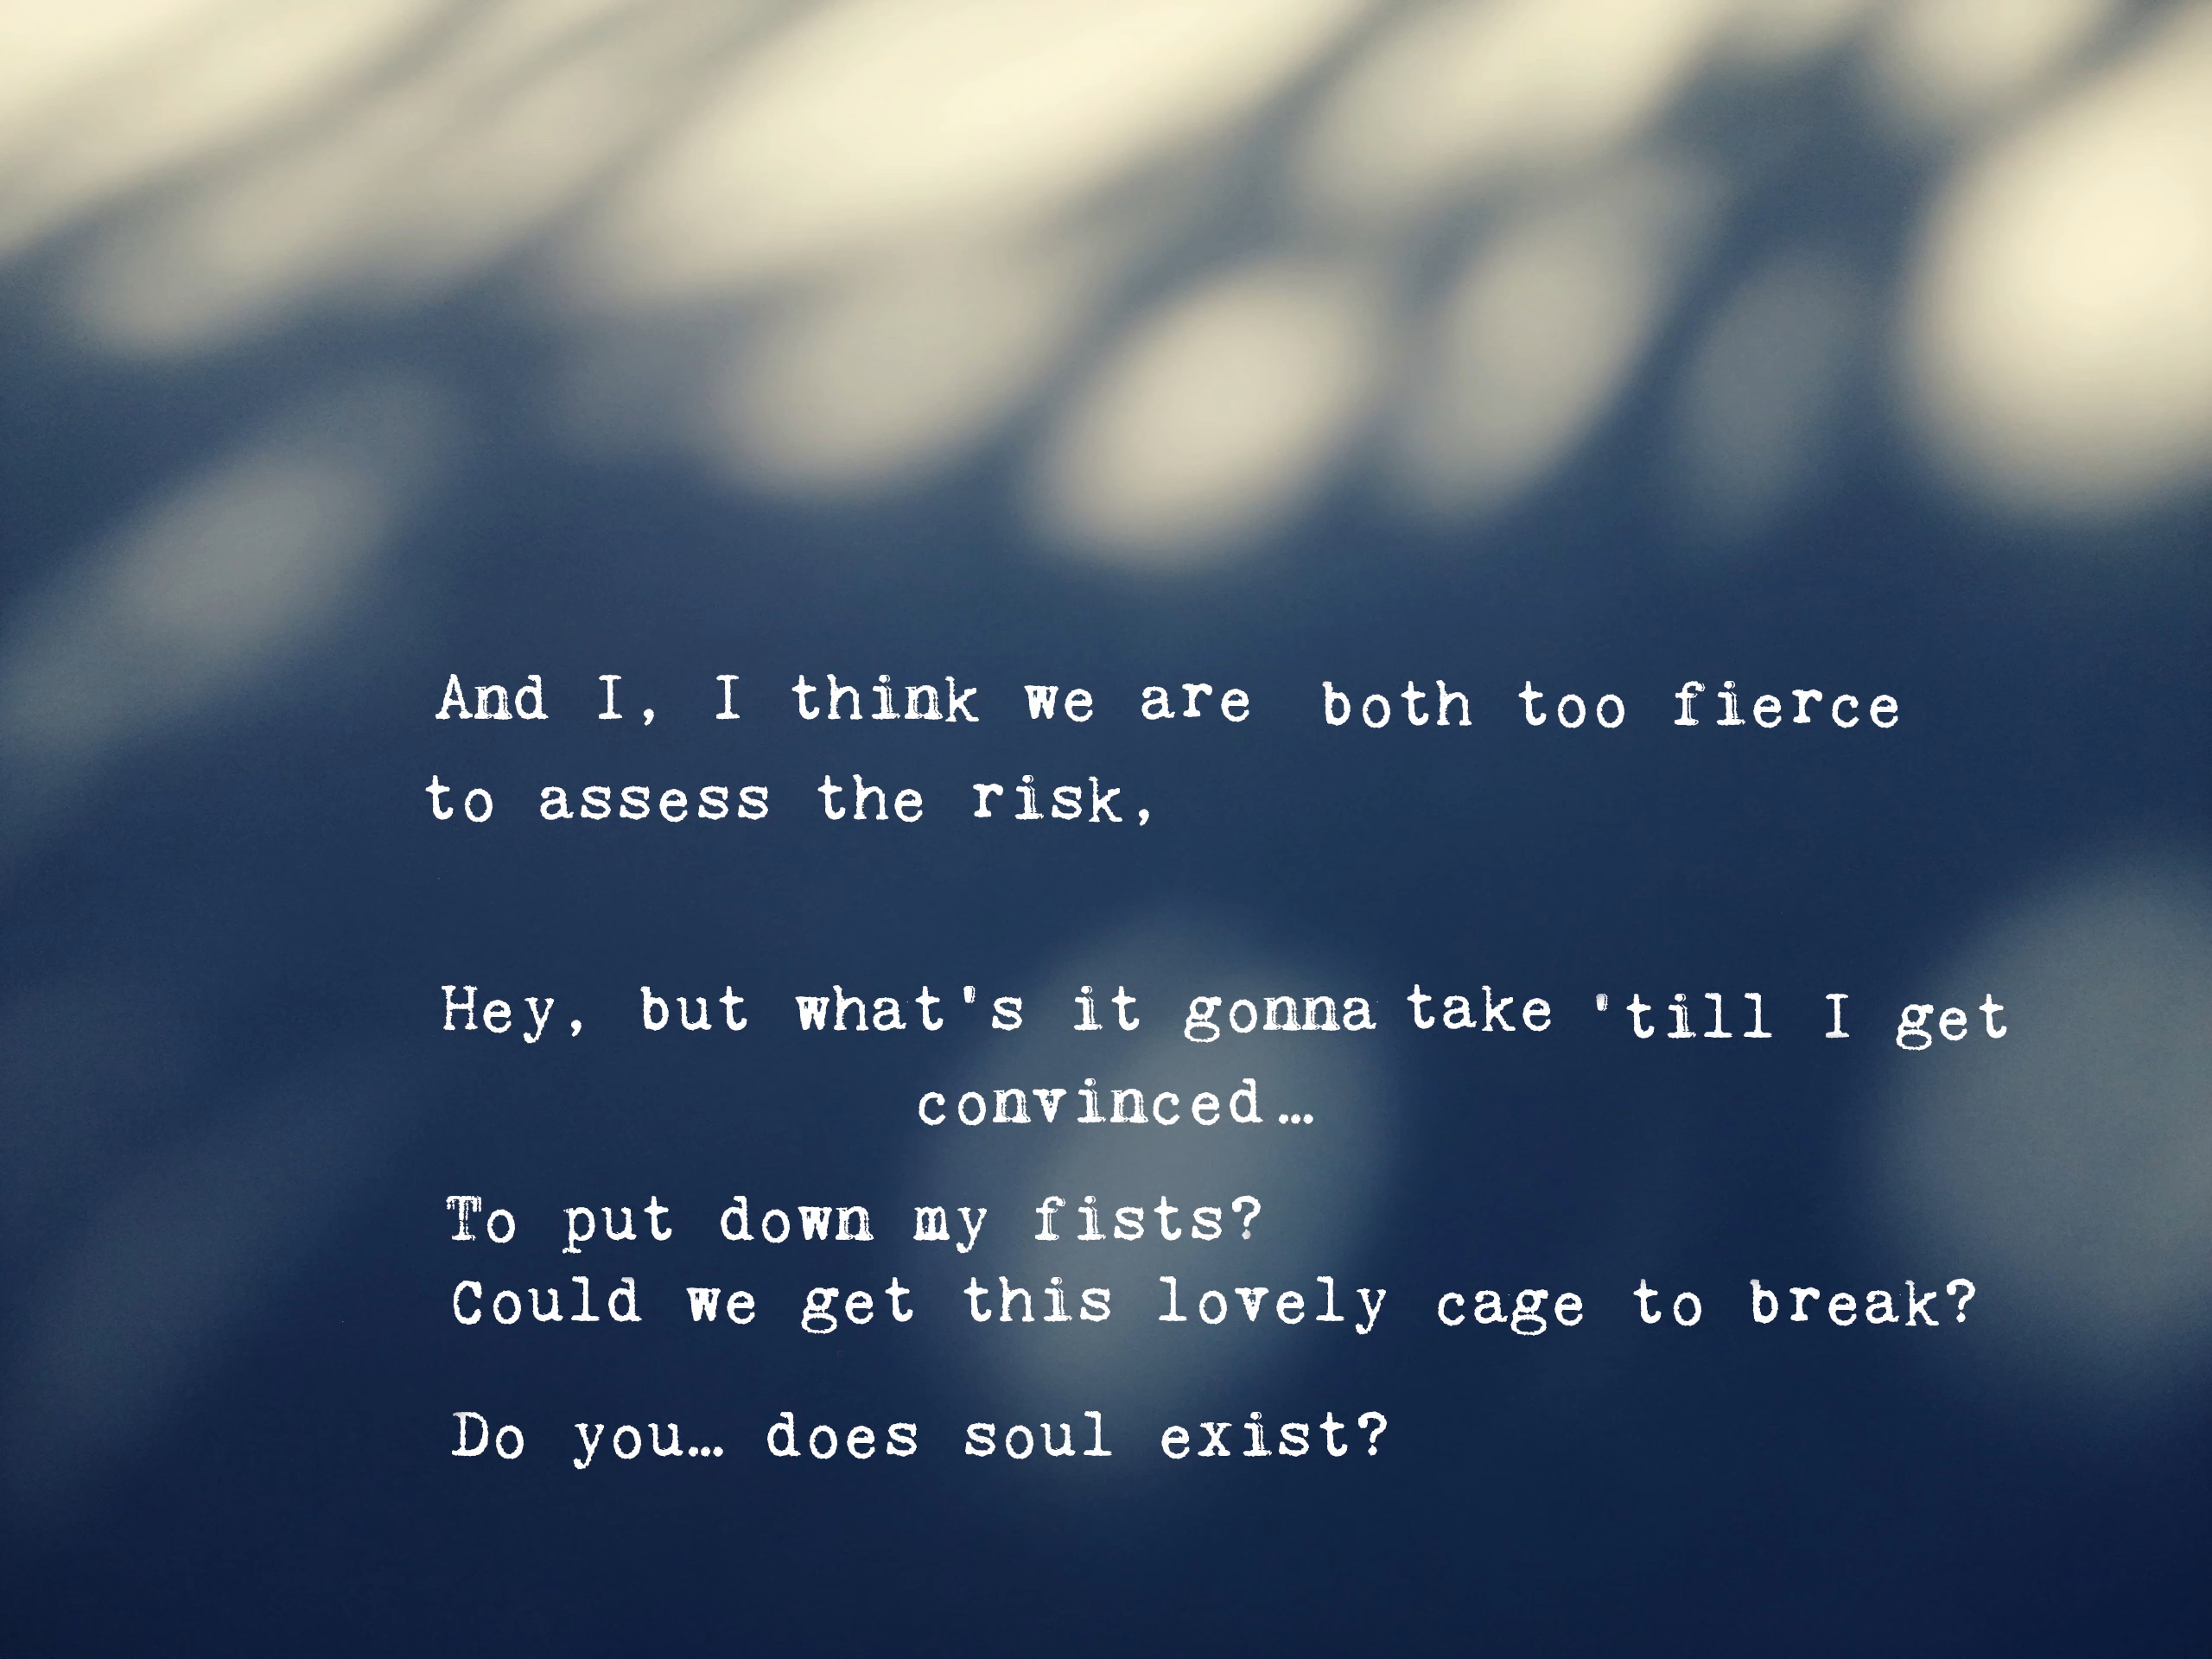 And I, I think we are both too fierce
to assess the risk,
Hey, but what's it gonna take 'till I get
convinced…
To put down my fists?
Could we get this lovely cage to break?
Do you… does soul exist?